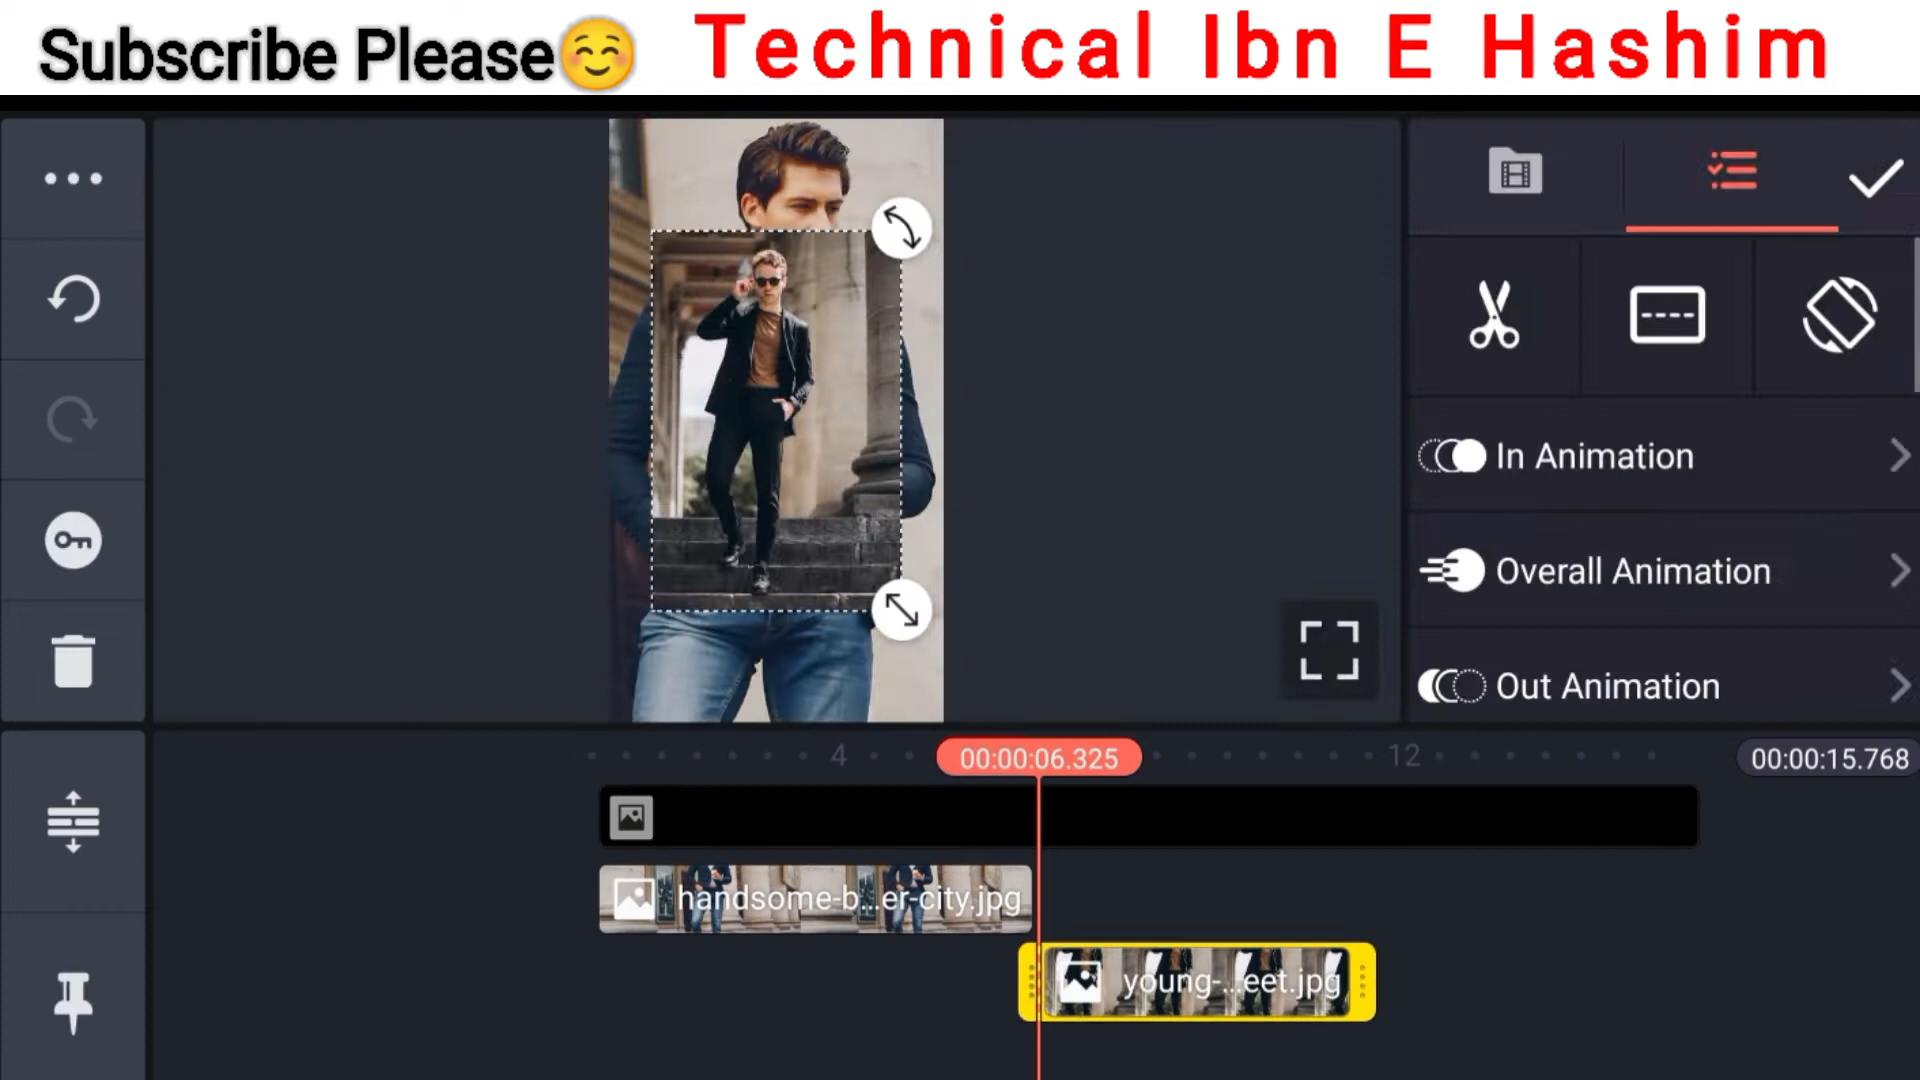 Subscribe Please☺️ Technical Ibn E Hashim
In Animation
Overall Animation
Out Animation
4
00:00:06.325
12
00:00:15.768
handsome-b...er-city.jpg
young-...eet.jpg